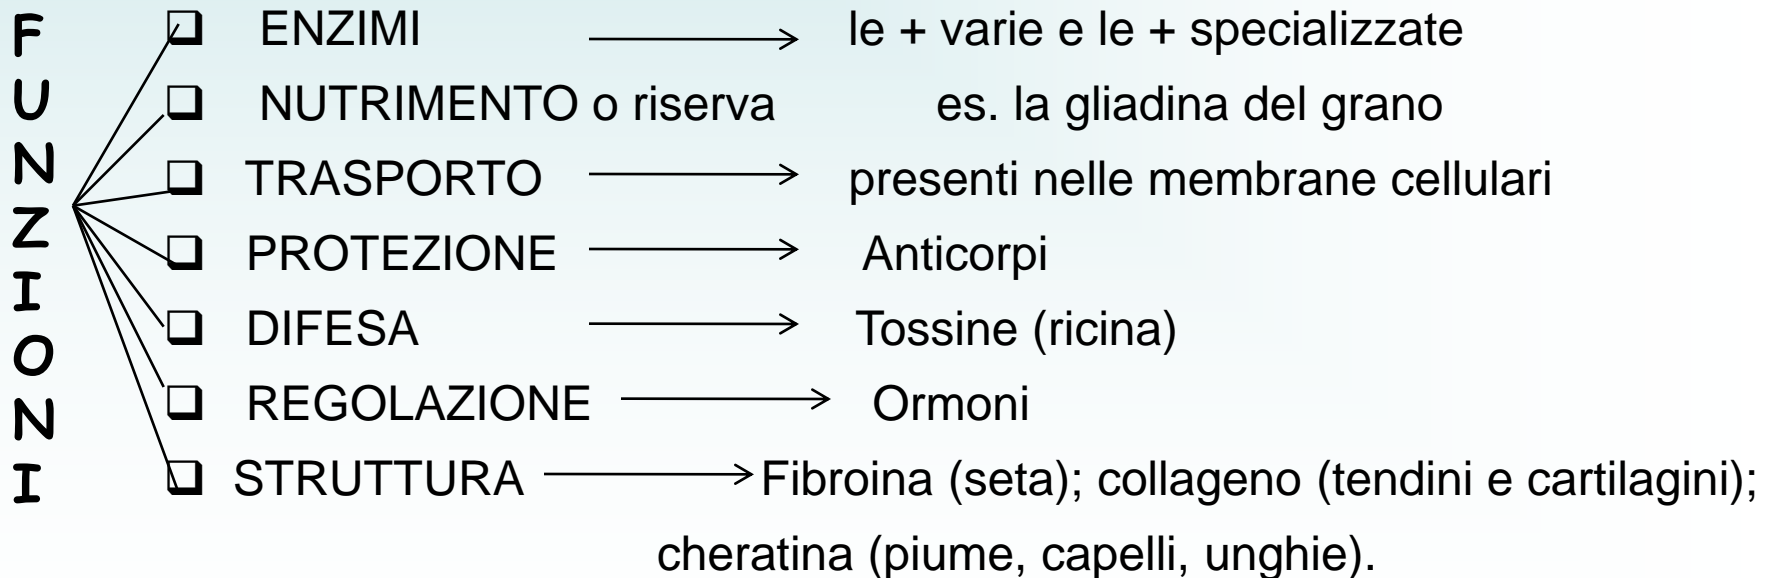 FUNZIONI
ENZIMI le + varie e le + specializzate
NUTRIMENTO o riserva es. la gliadina del grano
TRASPORTO presenti nelle membrane cellulari
PROTEZIONE Anticorpi
DIFESA Tossine (ricina)
REGOLAZIONE Ormoni
STRUTTURA Fibroina (seta); collageno (tendini e cartilagini);
cheratina (piume, capelli, unghie).